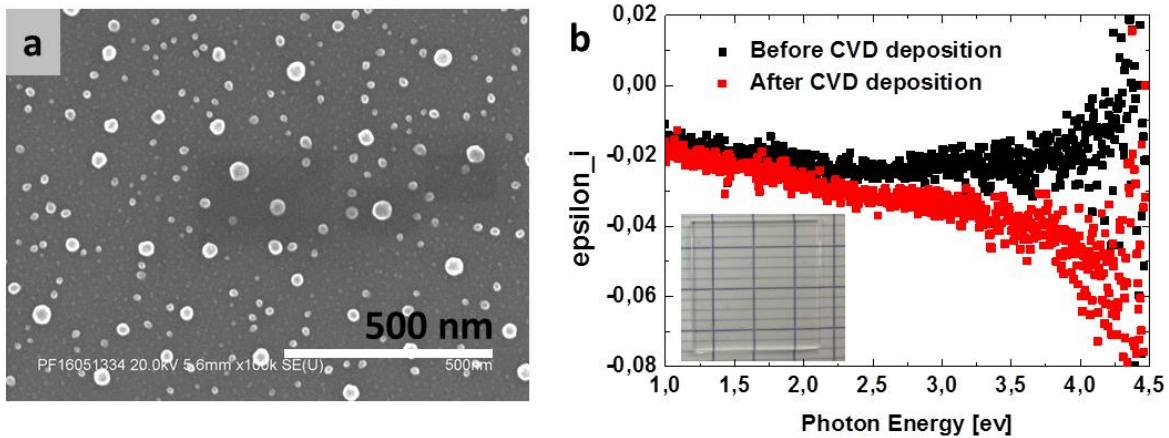 a
500 nm
PF16051334 20.0kV 5.6mm x100k SE(U)
500nm
b
Before CVD deposition
After CVD deposition
epsilon_i
0,02
0,00
-0,02
-0,04
-0,06
-0,08
1,0 1,5 2,0 2,5 3,0 3,5 4,0 4,5
Photon Energy [ev]